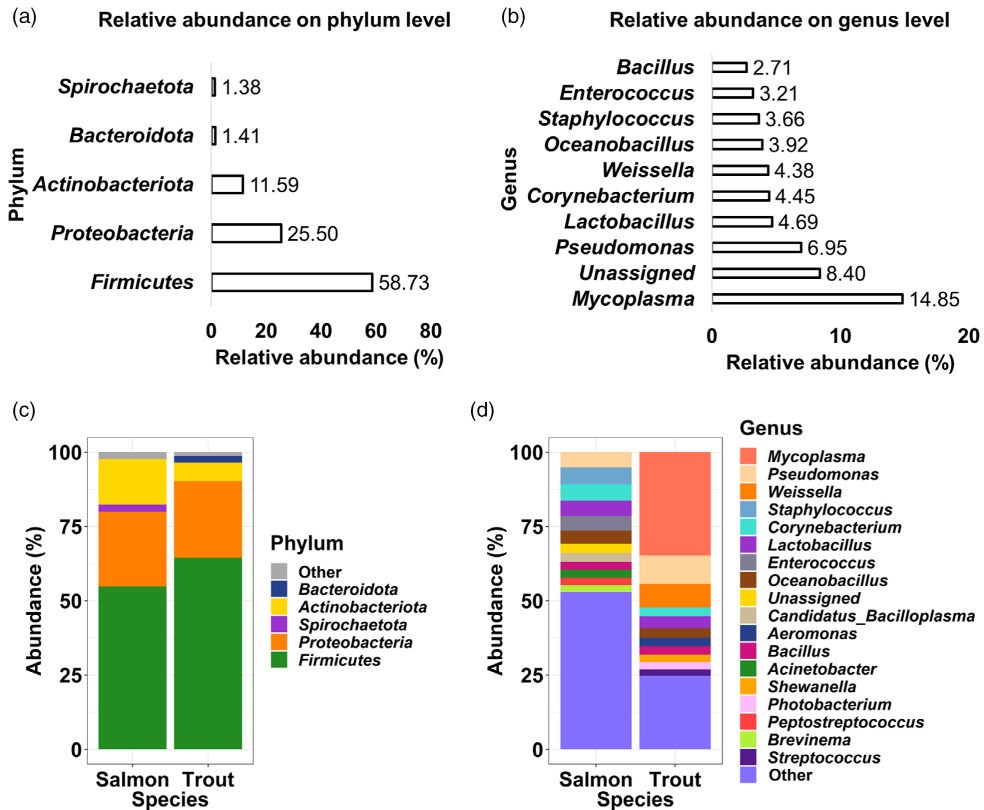 (a)
Relative abundance on phylum level
Phylum
Spirochaetota 1.38
Bacteroidota 1.41
Actinobacteriota 11.59
Proteobacteria 25.50
Firmicutes 58.73
0 20 40 60 80
Relative abundance (%)
(b)
Relative abundance on genus level
Genus
Bacillus 2.71
Enterococcus 3.21
Staphylococcus 3.66
Oceanobacillus 3.92
Weissella 4.38
Corynebacterium 4.45
Lactobacillus 4.69
Pseudomonas 6.95
Unassigned 8.40
Mycoplasma 14.85
0 10 20
Relative abundance (%)
(c)
Abundance (%)
100
75
50
25
0
Salmon Trout
Species
Phylum
Other
Bacteroidota
Actinobacteriota
Spirochaetota
Proteobacteria
Firmicutes
(d)
Abundance (%)
100
75
50
25
0
Salmon Trout
Species
Genus
Mycoplasma
Pseudomonas
Weissella
Staphylococcus
Corynebacterium
Lactobacillus
Enterococcus
Oceanobacillus
Unassigned
Candidatus_Bacilloplasma
Aeromonas
Bacillus
Acinetobacter
Shewanella
Photobacterium
Peptostreptococcus
Brevinema
Streptococcus
Other